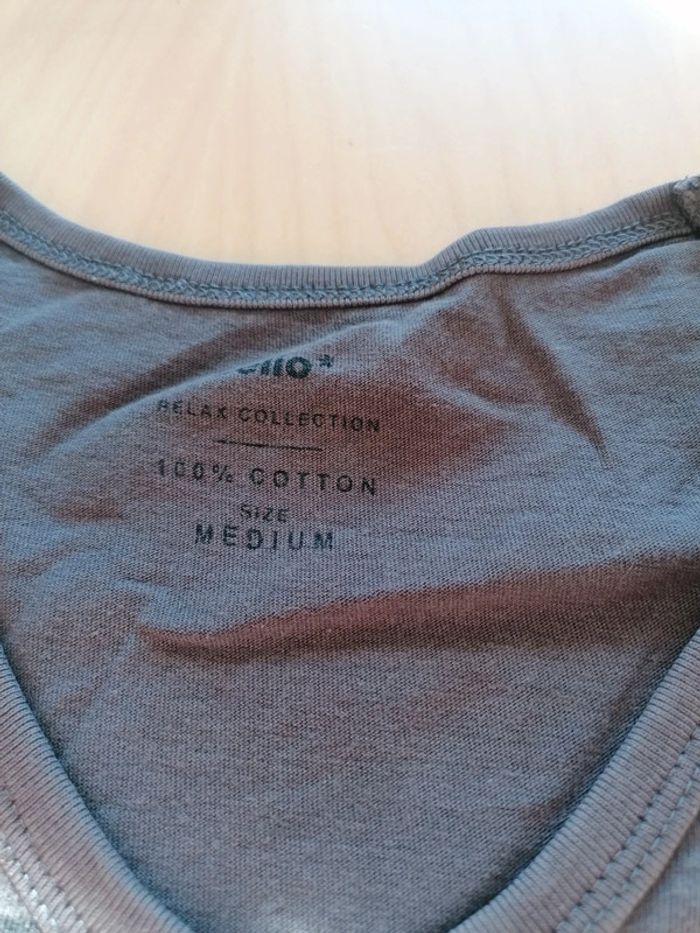 RELAX COLLECTION
100% COTTON
SIZE
MEDIUM